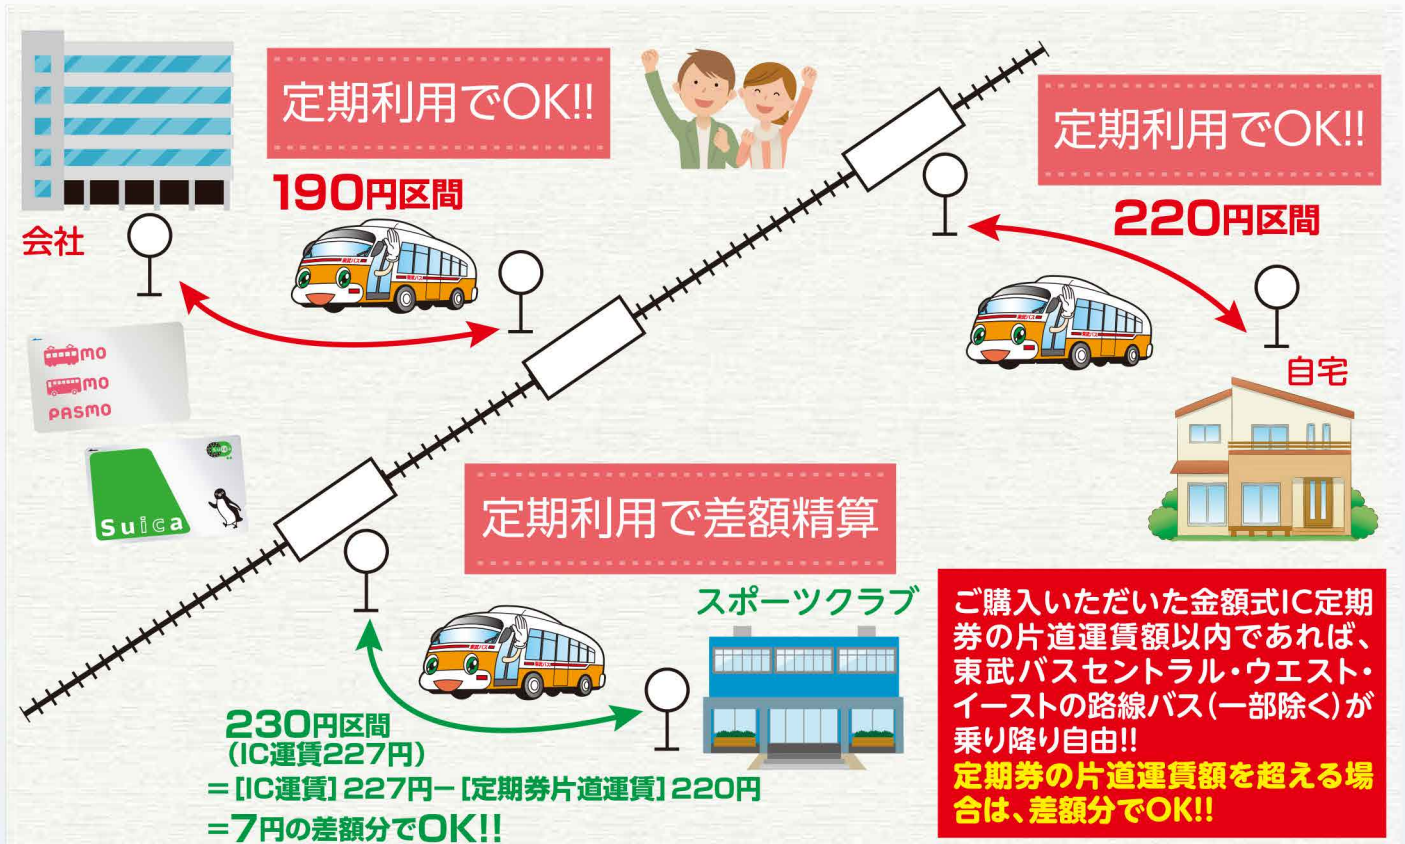 定期利用でOK!!
190円区間
会社
定期利用でOK!!
220円区間
自宅
MO
MO
PASMO
Suica
定期利用で差額精算
スポーツクラブ
230円区間
(IC運賃227円)
=[IC運賃]227円-[定期券片道運賃]220円
=7円の差額分でOK!!
ご購入いただいた金額式IC定期
券の片道運賃額以内であれば、
東武バスセントラル・ウエスト・
イーストの路線バス(一部除く)が
乗り降り自由!!
定期券の片道運賃額を超える場
合は、差額分でOK!!